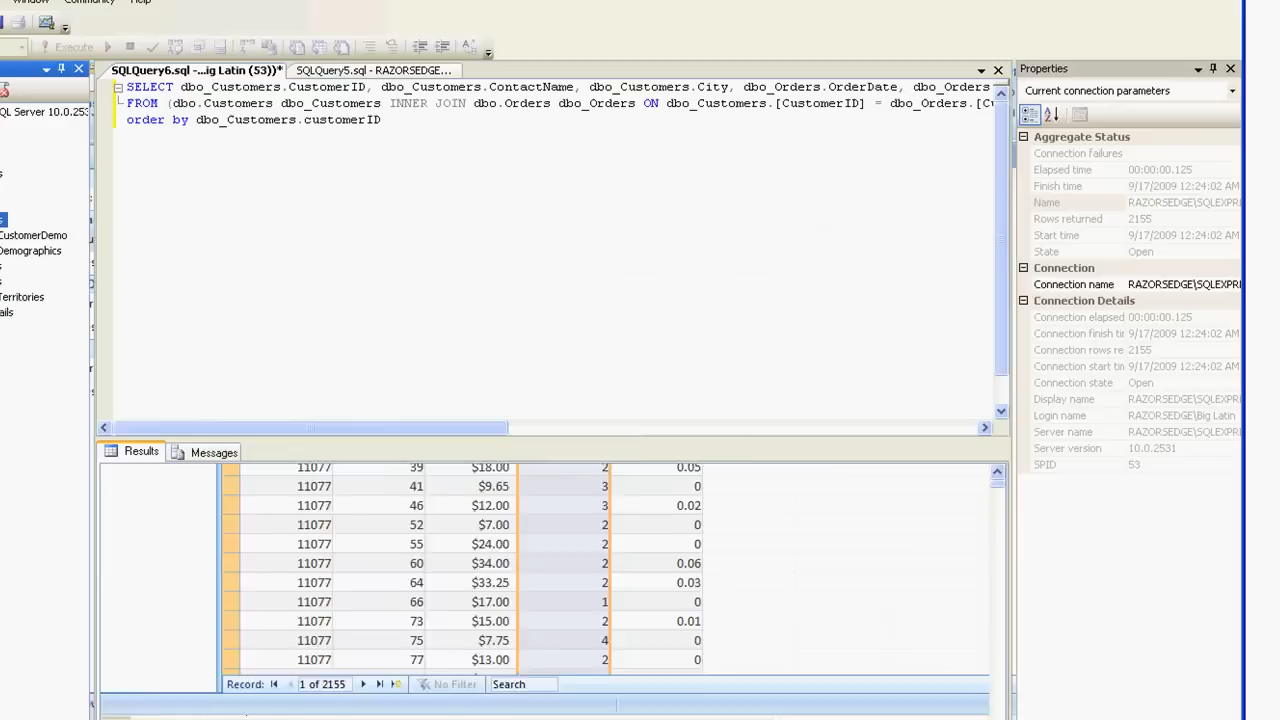 Window Community Help
Execute
SQLQuery6.sql -...ig Latin (53))* SQLQuery5.sql - RAZORSEDGE...
QL Server 10.0.253
s
s
CustomerDemo
Demographics
s
s
Territories
ails
SELECT dbo_Customers.CustomerID, dbo_Customers.ContactName, dbo_Customers.City, dbo_Orders.OrderDate, dbo_Orders
FROM (dbo.Customers dbo_Customers INNER JOIN dbo.Orders dbo_Orders ON dbo_Customers.[CustomerID] = dbo_Orders.[Cu
order by dbo_Customers.customerID
Results Messages
11077 39 $18.00 2 0.05
11077 41 $9.65 3 0
11077 46 $12.00 3 0.02
11077 52 $7.00 2 0
11077 55 $24.00 2 0
11077 60 $34.00 2 0.06
11077 64 $33.25 2 0.03
11077 66 $17.00 1 0
11077 73 $15.00 2 0.01
11077 75 $7.75 4 0
11077 77 $13.00 2 0
Record: 1 of 2155 No Filter Search
Properties
Current connection parameters
Aggregate Status
Connection failures
Elapsed time 00:00:00.125
Finish time 9/17/2009 12:24:02 AM
Name RAZORSEDGE\SQLEXPR
Rows returned 2155
Start time 9/17/2009 12:24:02 AM
State Open
Connection
Connection name RAZORSEDGE\SQLEXPRI
Connection Details
Connection elapsed 00:00:00.125
Connection finish tir 9/17/2009 12:24:02 AM
Connection rows re 2155
Connection start tin 9/17/2009 12:24:02 AM
Connection state Open
Display name RAZORSEDGE\SQLEXPRI
Login name RAZORSEDGE\Big Latin
Server name RAZORSEDGE\SQLEXPRI
Server version 10.0.2531
SPID 53